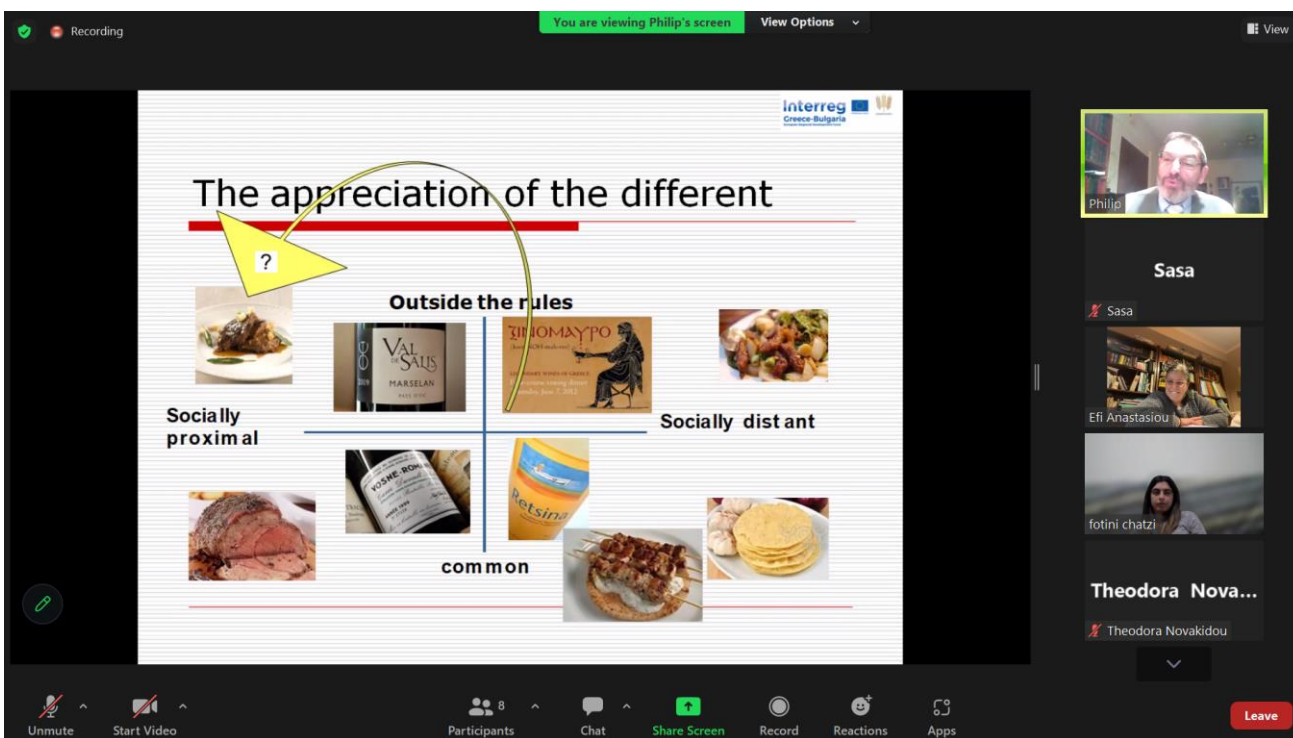 Recording
You are viewing Philip's screen
View Options
View
Interreg
Greece-Bulgaria
The appreciation of the different
?
Outside the rules
VAL
DE SALIS
MARSELAN
ΞΙΝΟΜΑΥΡΟ
Socially
proximal
Socially distant
VOSNE-ROM
Retsina
common
Philip
Sasa
Sasa
Efi Anastasiou
fotini chatzi
Theodora Nova...
Theodora Novakidou
Unmute
Start Video
8
Participants
Chat
Share Screen
Record
Reactions
Apps
Leave